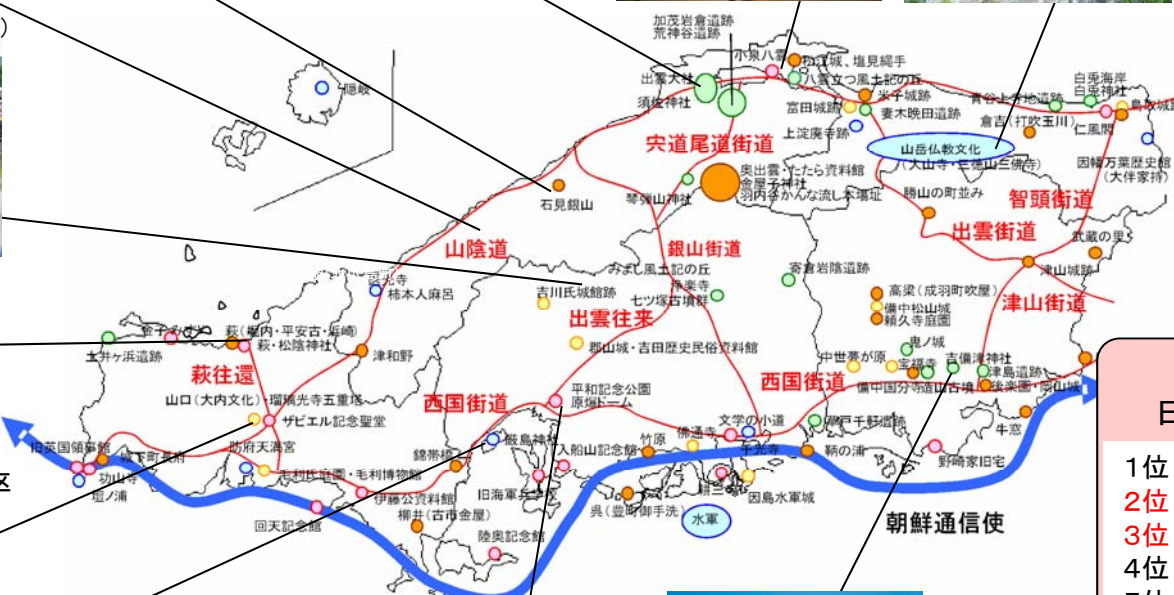 )
加茂岩倉遺跡
荒神谷遺跡
小泉八雲
松江城、塩見縄手
出雲大社
八雲立つ風土記の丘
須佐神社
米子城跡
富田城跡
妻木晩田遺跡
上淀廃寺跡
青谷上寺地遺跡
白兎海岸
白兎神社
鳥取城
倉吉(打吹玉川)
仁風閣
因幡万葉歴史館
(大伴家持)
隠岐
宍道尾道街道
山岳仏教文化
(大山寺・三徳山三佛寺)
奥出雲・たたら資料館
金屋子神社
羽内谷かんな流し本場址
石見銀山
琴弾山神社
勝山の町並み
智頭街道
出雲街道
武蔵の里
山陰道
銀山街道
津山城跡
みよし風土記の丘
浄楽寺
七ツ塚古墳群
寄倉岩陰遺跡
柿本人麻呂
吉川氏城館跡
高梁(成羽町吹屋)
備中松山城
頼久寺庭園
津山街道
出雲往来
萩(堀内・平安古・浜崎)
萩・松陰神社
土井ヶ浜遺跡
津和野
郡山城・吉田歴史民俗資料館
鬼ノ城
中世夢が原
宝福寺
吉備津神社
津島遺跡
萩往還
西国街道
備中国分寺造山古墳
後楽園・岡山城
山口(大内文化)・瑠璃光寺五重塔
西国街道
平和記念公園
原爆ドーム
ザビエル記念聖堂
文学の小道
牛窓
旧英国領事館
城下町長府
防府天満宮
厳島神社
入船山記念館
竹原
佛通寺
千光寺
鞆の浦
功山寺
壇ノ浦
毛利氏庭園・毛利博物館
錦帯橋
野崎家旧宅
区
伊藤公資料館
旧海軍兵学校
耕三寺
因島水軍城
回天記念館
柳井(古市金屋)
呉(豊町御手洗)
水軍
朝鮮通信使
陸奥記念館
日
1位
2位
3位
4位